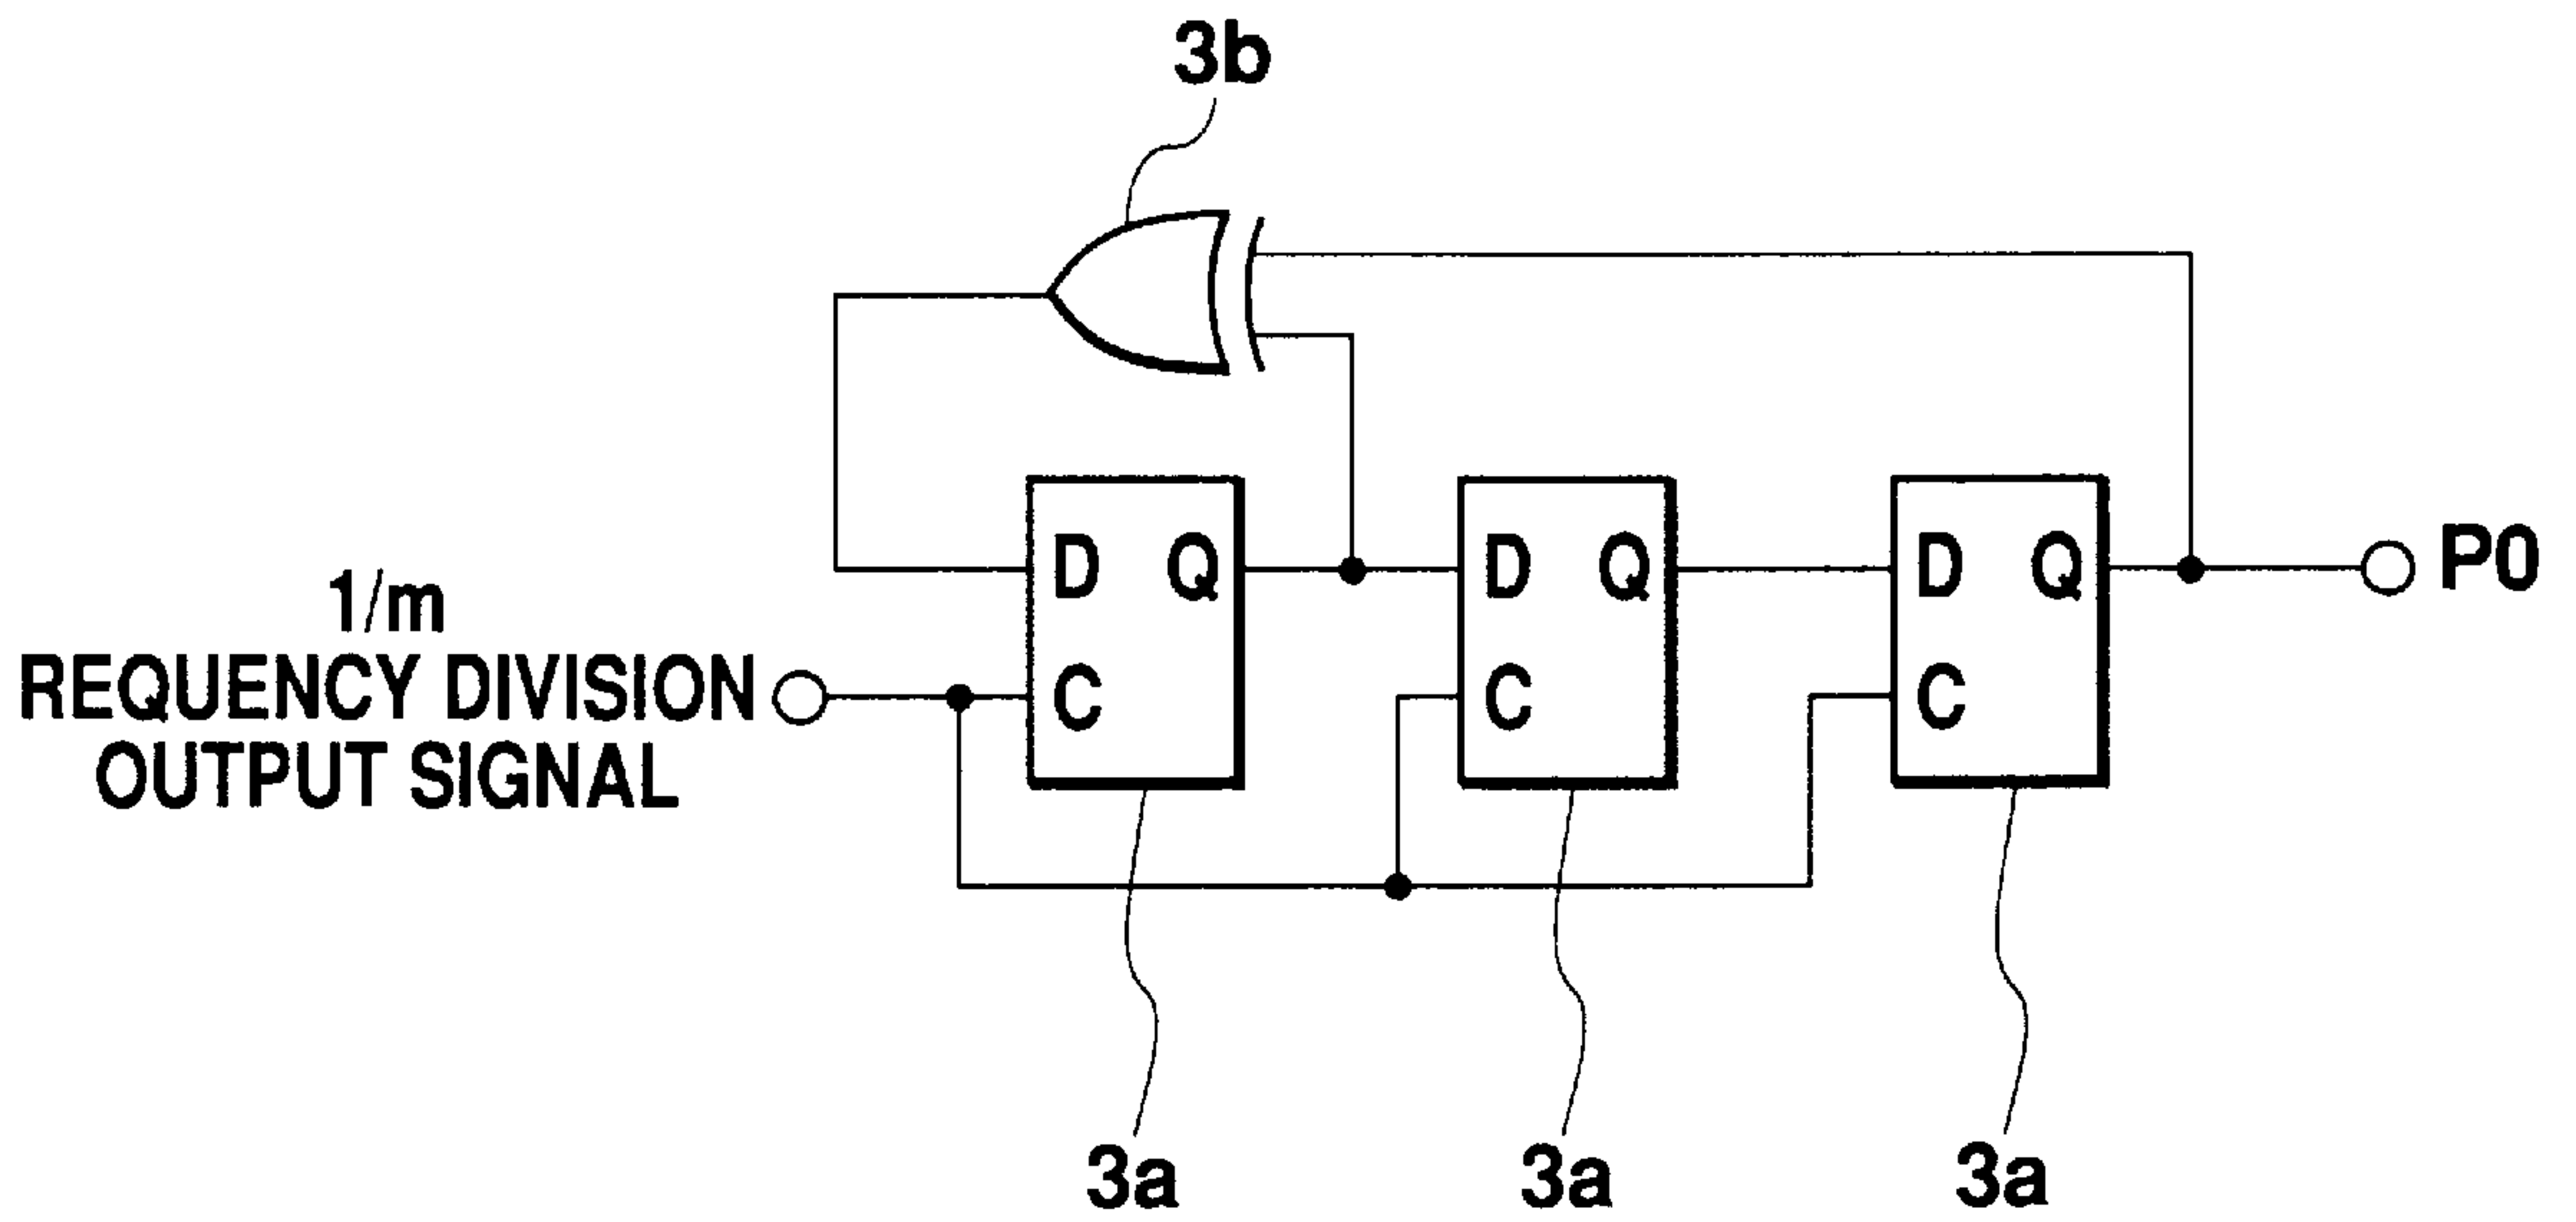 3b
D Q
D Q
D Q
P0
1/m
REQUENCY DIVISION
OUTPUT SIGNAL
C
C
C
3a
3a
3a